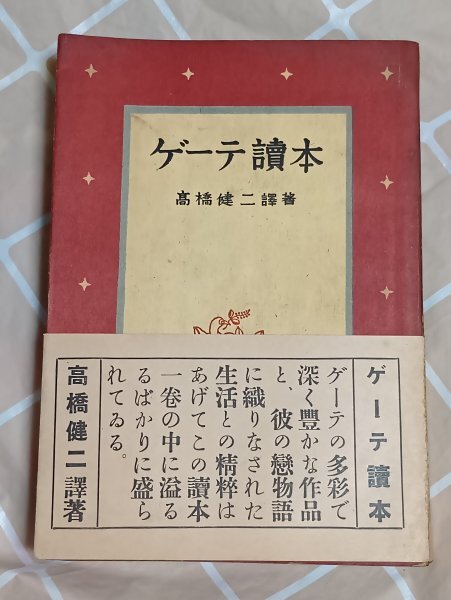 ゲーテ讀本
高橋健二譯著
ゲーテ讀本
ゲーテの多彩で
深く豊かな作品
と、彼の戀物語
に織りなされた
生活との精粹は
あげてこの讀本
一卷の中に溢る
るばかりに盛ら
れてゐる。
高橋健二譯著